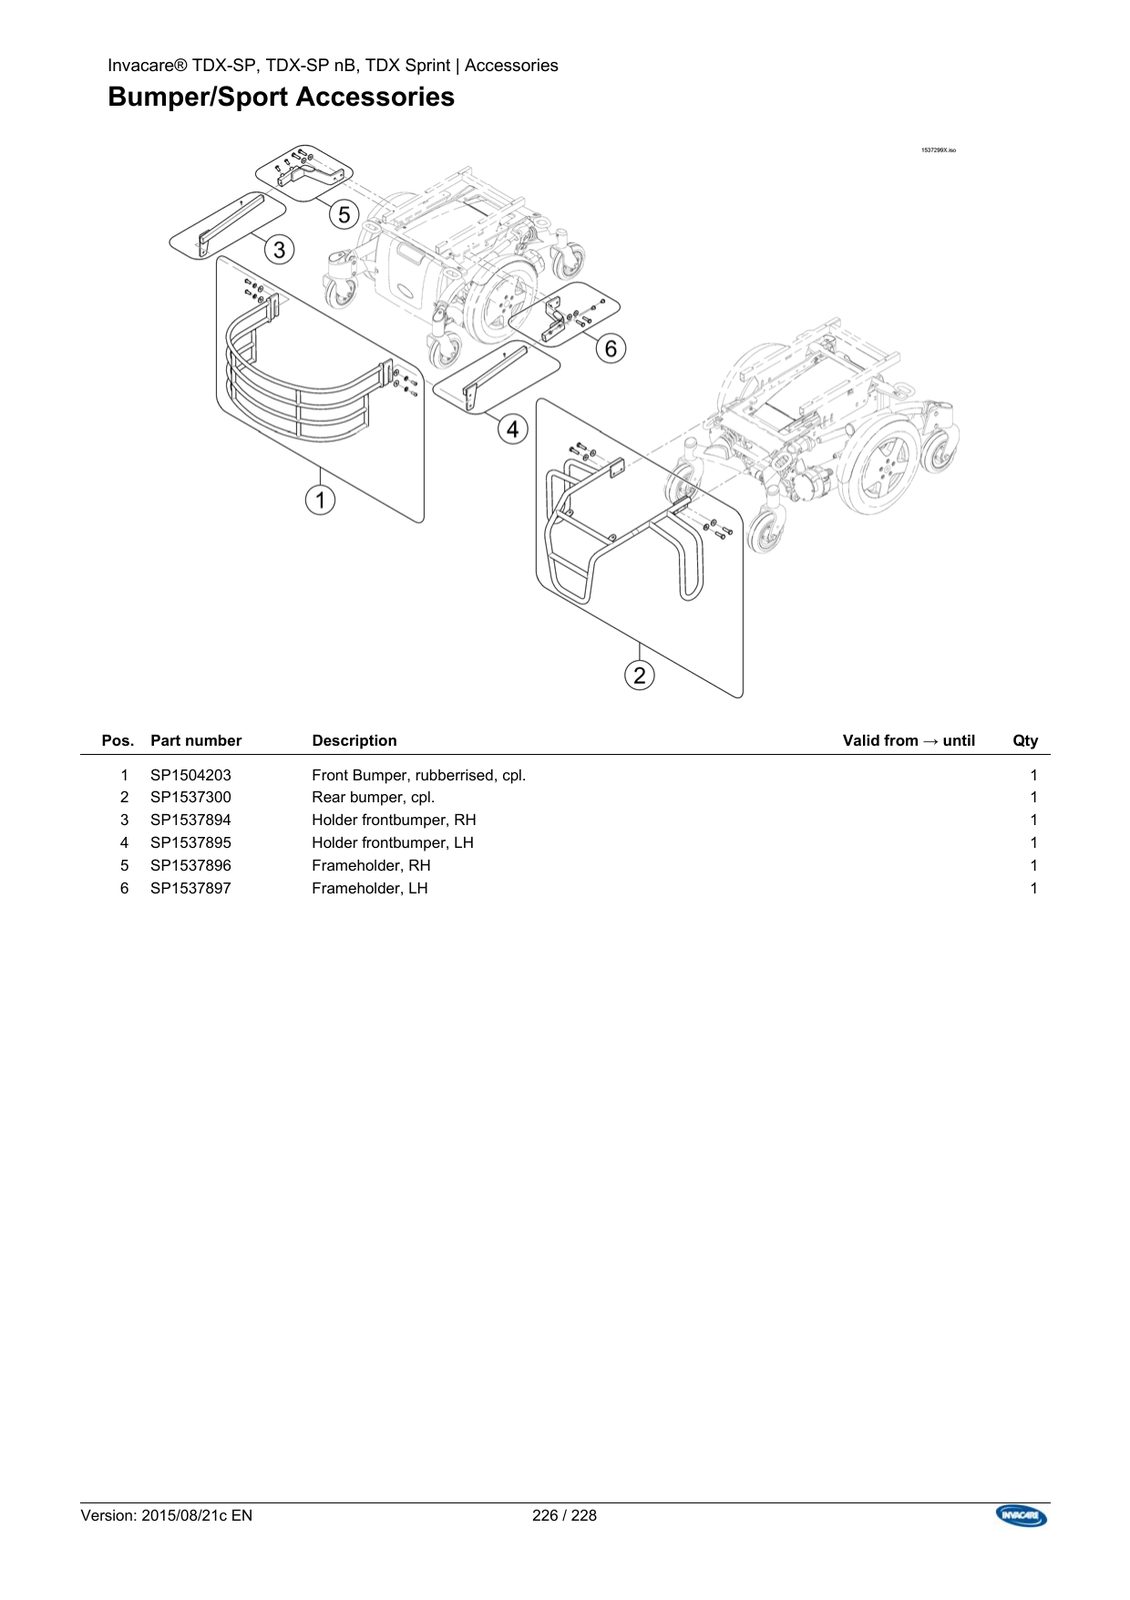 Invacare® TDX-SP, TDX-SP nB, TDX Sprint | Accessories
Bumper/Sport Accessories
1537299X.iso
5
3
6
4
1
2
Pos. Part number Description Valid from → until Qty
1 SP1504203 Front Bumper, rubberrised, cpl. 1
2 SP1537300 Rear bumper, cpl. 1
3 SP1537894 Holder frontbumper, RH 1
4 SP1537895 Holder frontbumper, LH 1
5 SP1537896 Frameholder, RH 1
6 SP1537897 Frameholder, LH 1
Version: 2015/08/21c EN 226 / 228 INVACARE